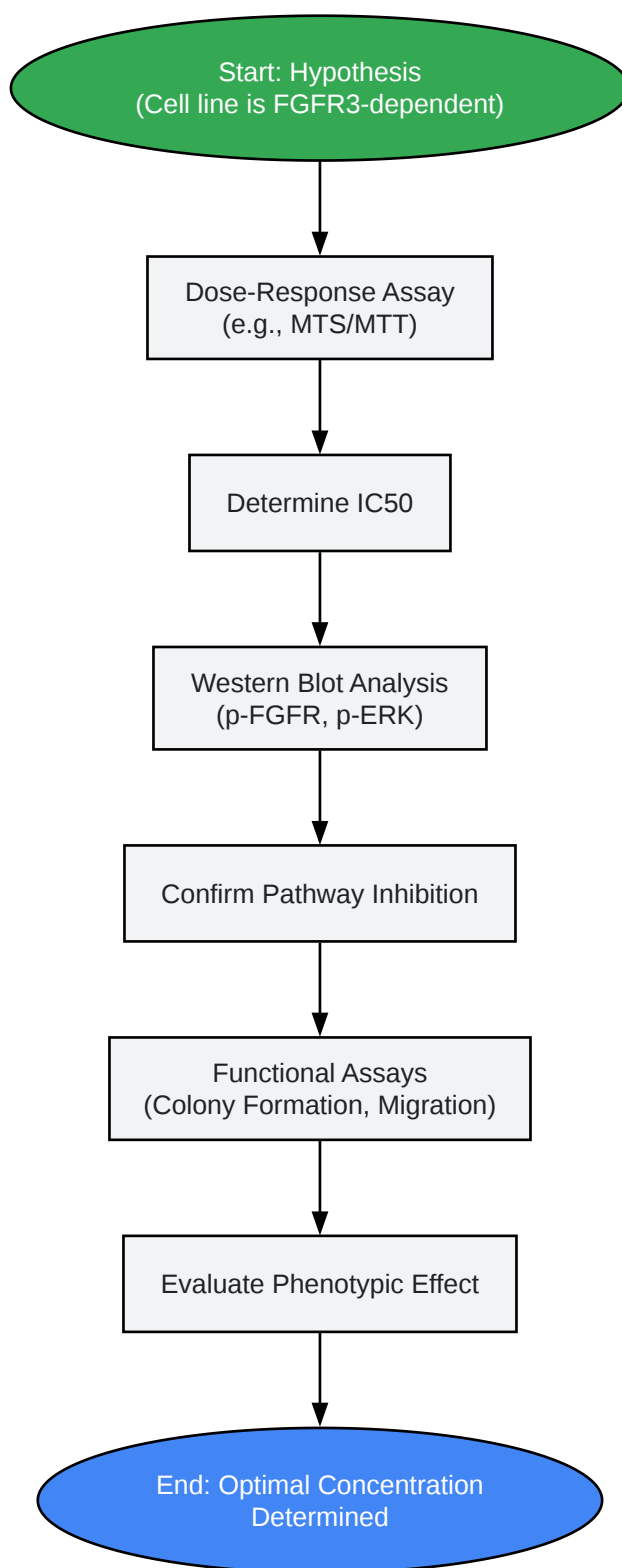 Start: Hypothesis
(Cell line is FGFR3-dependent)
Dose-Response Assay
(e.g., MTS/MTT)
Determine IC50
Western Blot Analysis
(p-FGFR, p-ERK)
Confirm Pathway Inhibition
Functional Assays
(Colony Formation, Migration)
Evaluate Phenotypic Effect
End: Optimal Concentration
Determined